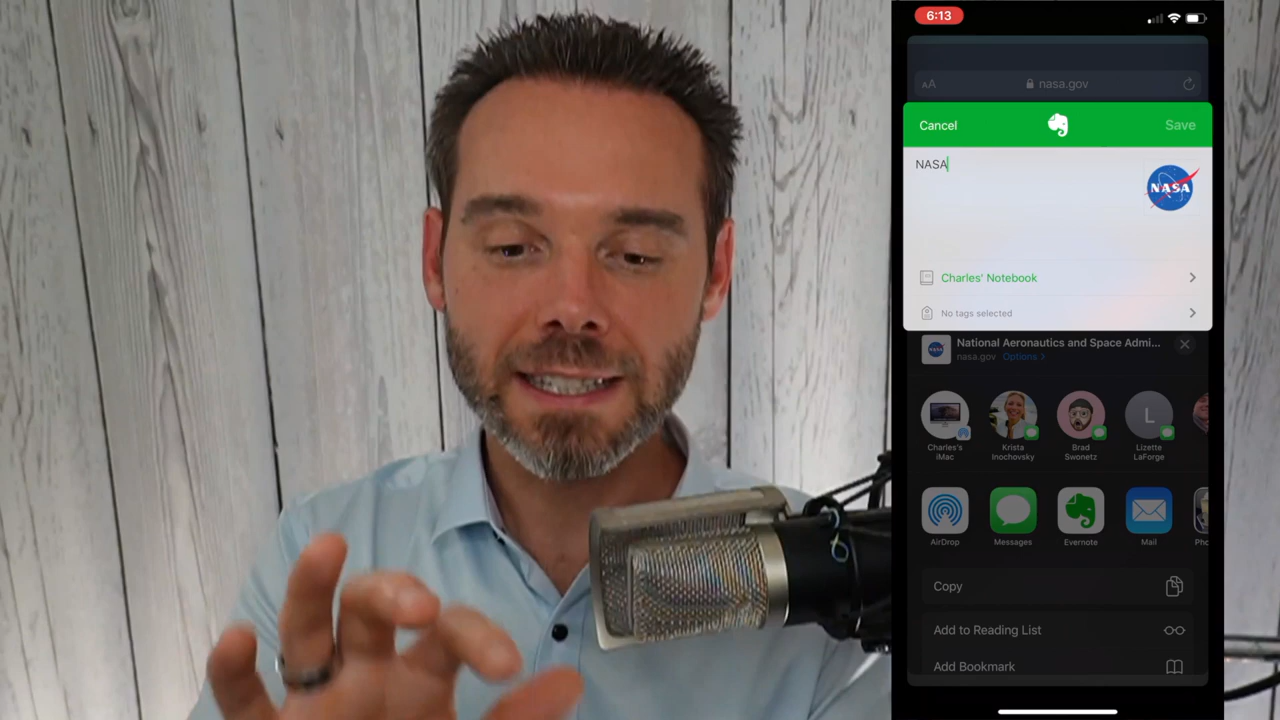 6:13
AA
nasa.gov
Cancel
Save
NASA
NASA
Charles' Notebook
No tags selected
National Aeronautics and Space Admi...
nasa.gov Options >
Charles's
iMac
Krista
Inochovsky
Brad
Swonetz
L
Lizette
LaForge
AirDrop
Messages
Evernote
Mail
Pho
Copy
Add to Reading List
Add Bookmark